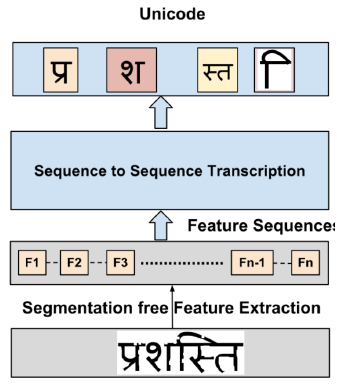 Unicode
प्र श स्त ि
Sequence to Sequence Transcription
Feature Sequences
F1 F2 F3 Fn-1 Fn
Segmentation free Feature Extraction
प्रशस्ति